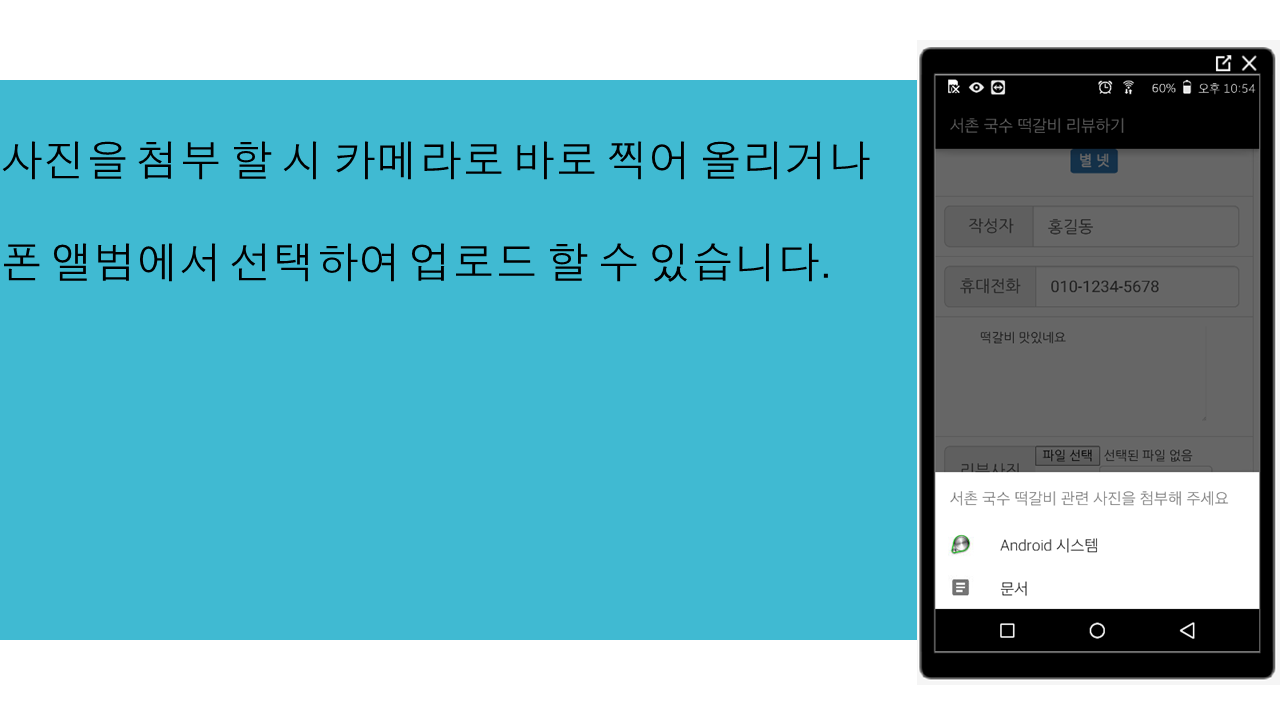 사진을 첨부 할 시 카메라로 바로 찍어 올리거나
폰 앨범에서 선택하여 업로드 할 수 있습니다.
60% 오후 10:54
서촌 국수 떡갈비 리뷰하기
별 넷
작성자 홍길동
휴대전화 010-1234-5678
떡갈비 맛있네요
리뷰사진 파일 선택 선택된 파일 없음
서촌 국수 떡갈비 관련 사진을 첨부해 주세요
Android 시스템
문서